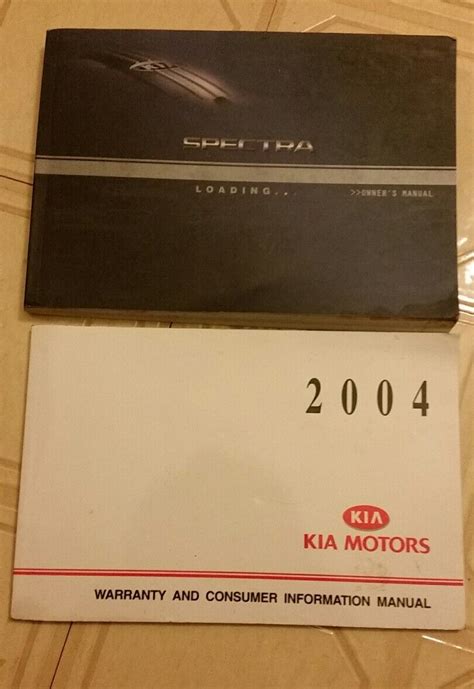 SPECTRA
LOADING...
>>OWNER'S MANUAL
2004
KIA
KIA MOTORS
WARRANTY AND CONSUMER INFORMATION MANUAL